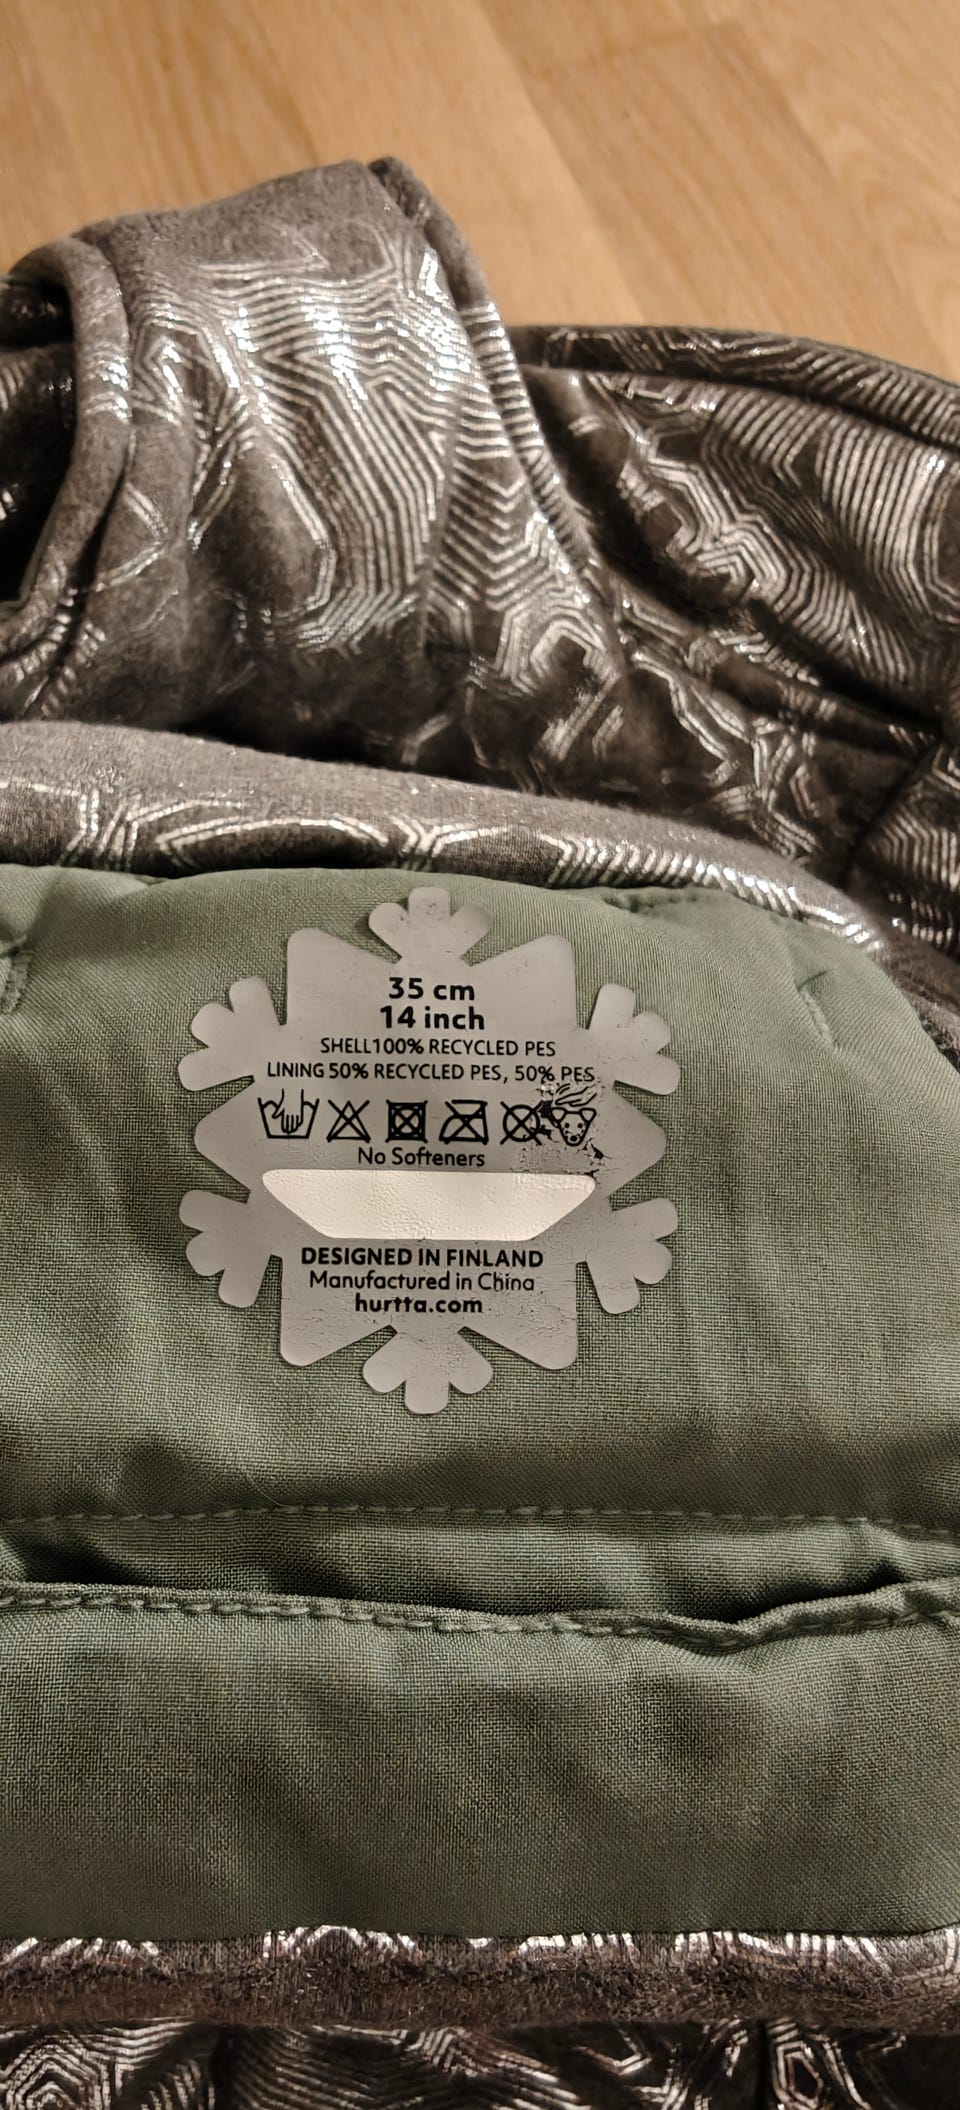 35 cm
14 inch
SHELL100% RECYCLED PES
LINING 50% RECYCLED PES, 50% PES
No Softeners
DESIGNED IN FINLAND
Manufactured in China
hurtta.com